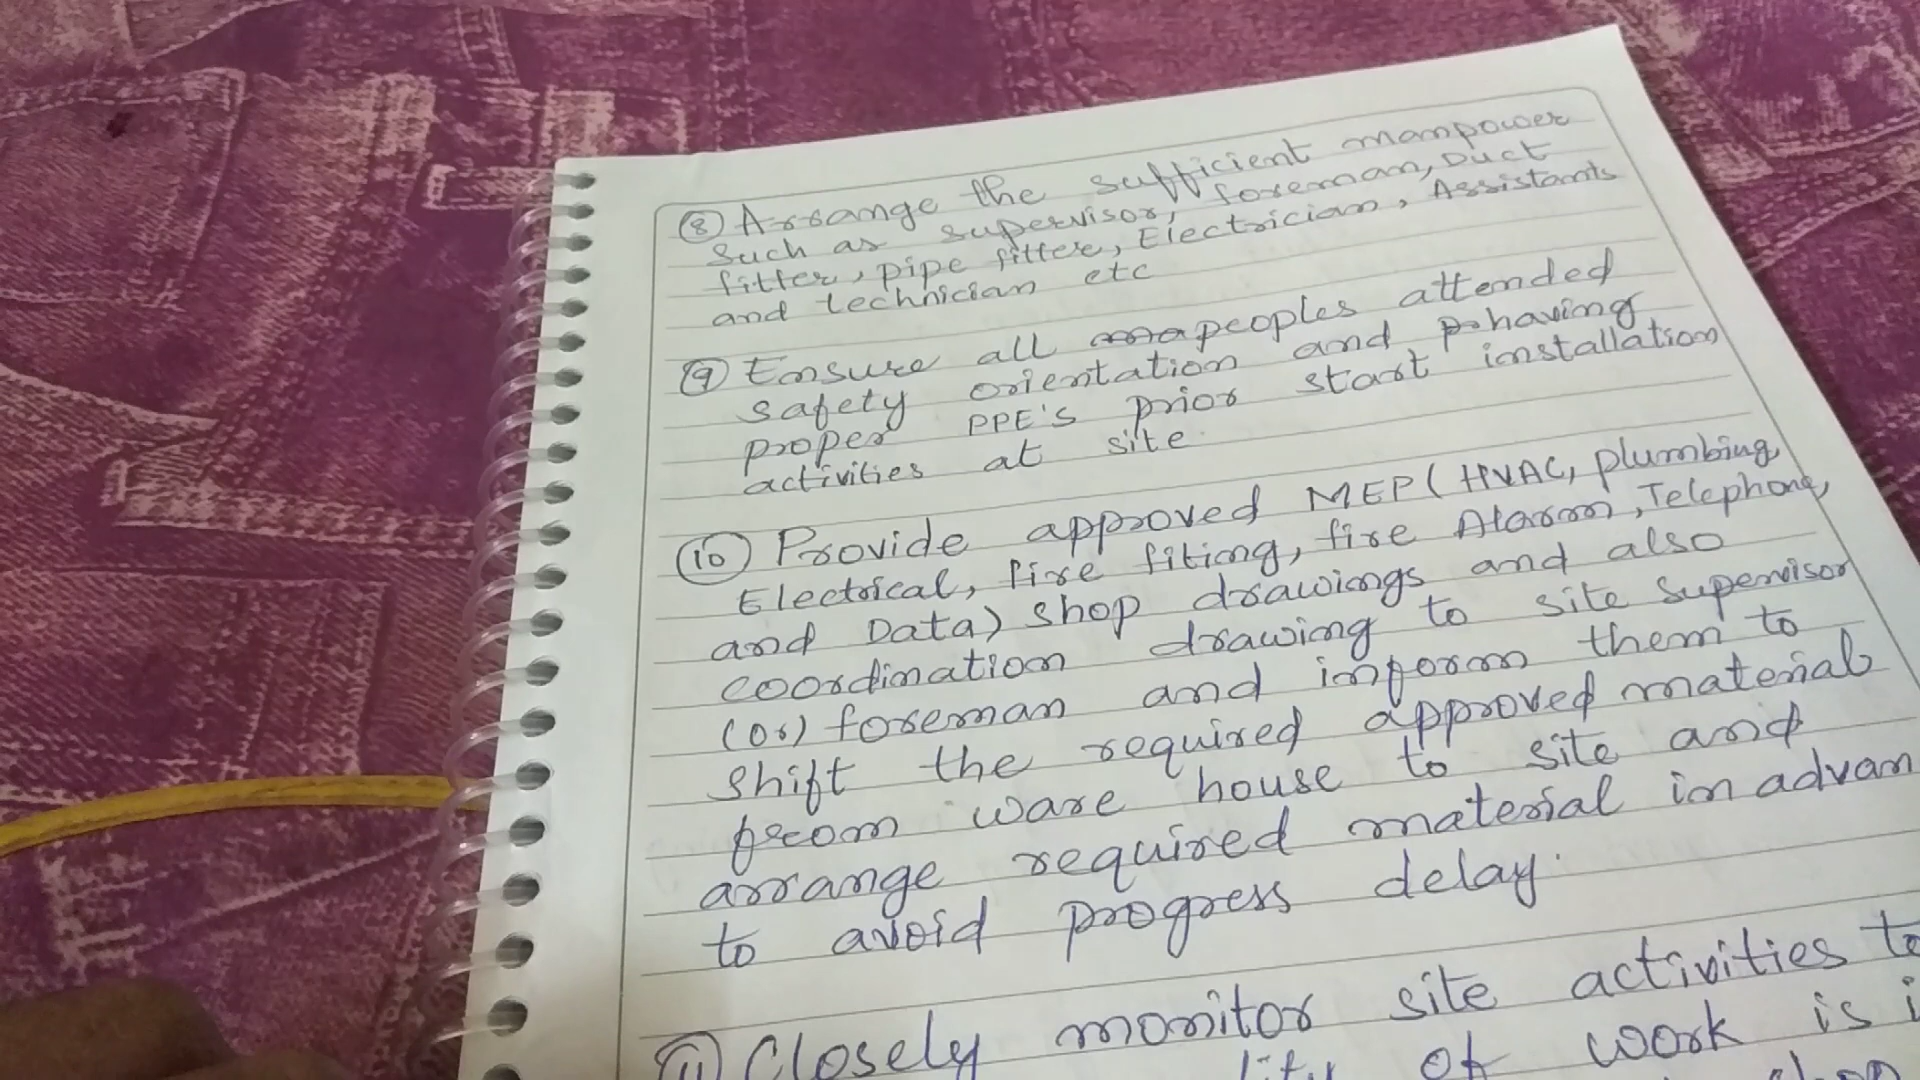 ⑧ Arrange the sufficient manpower
such as supervisor, foreman, Duct
fitter, pipe fitter, Electrician, Assistants
and technician etc
⑨ Ensure all peoples attended
safety orientation and having
proper PPE's prior start installation
activities at site.
⑩ Provide approved MEP (HVAC, plumbing,
Electrical, fire fiting, fire Alarm, Telephone,
and Data) shop drawings and also
coordination drawing to site supervisor
(or) foreman and inform them to
shift the required approved material
from ware house to site and
arrange required material in advan
to avoid progress delay.
⑪ Closely monitor site activities to
of work is i